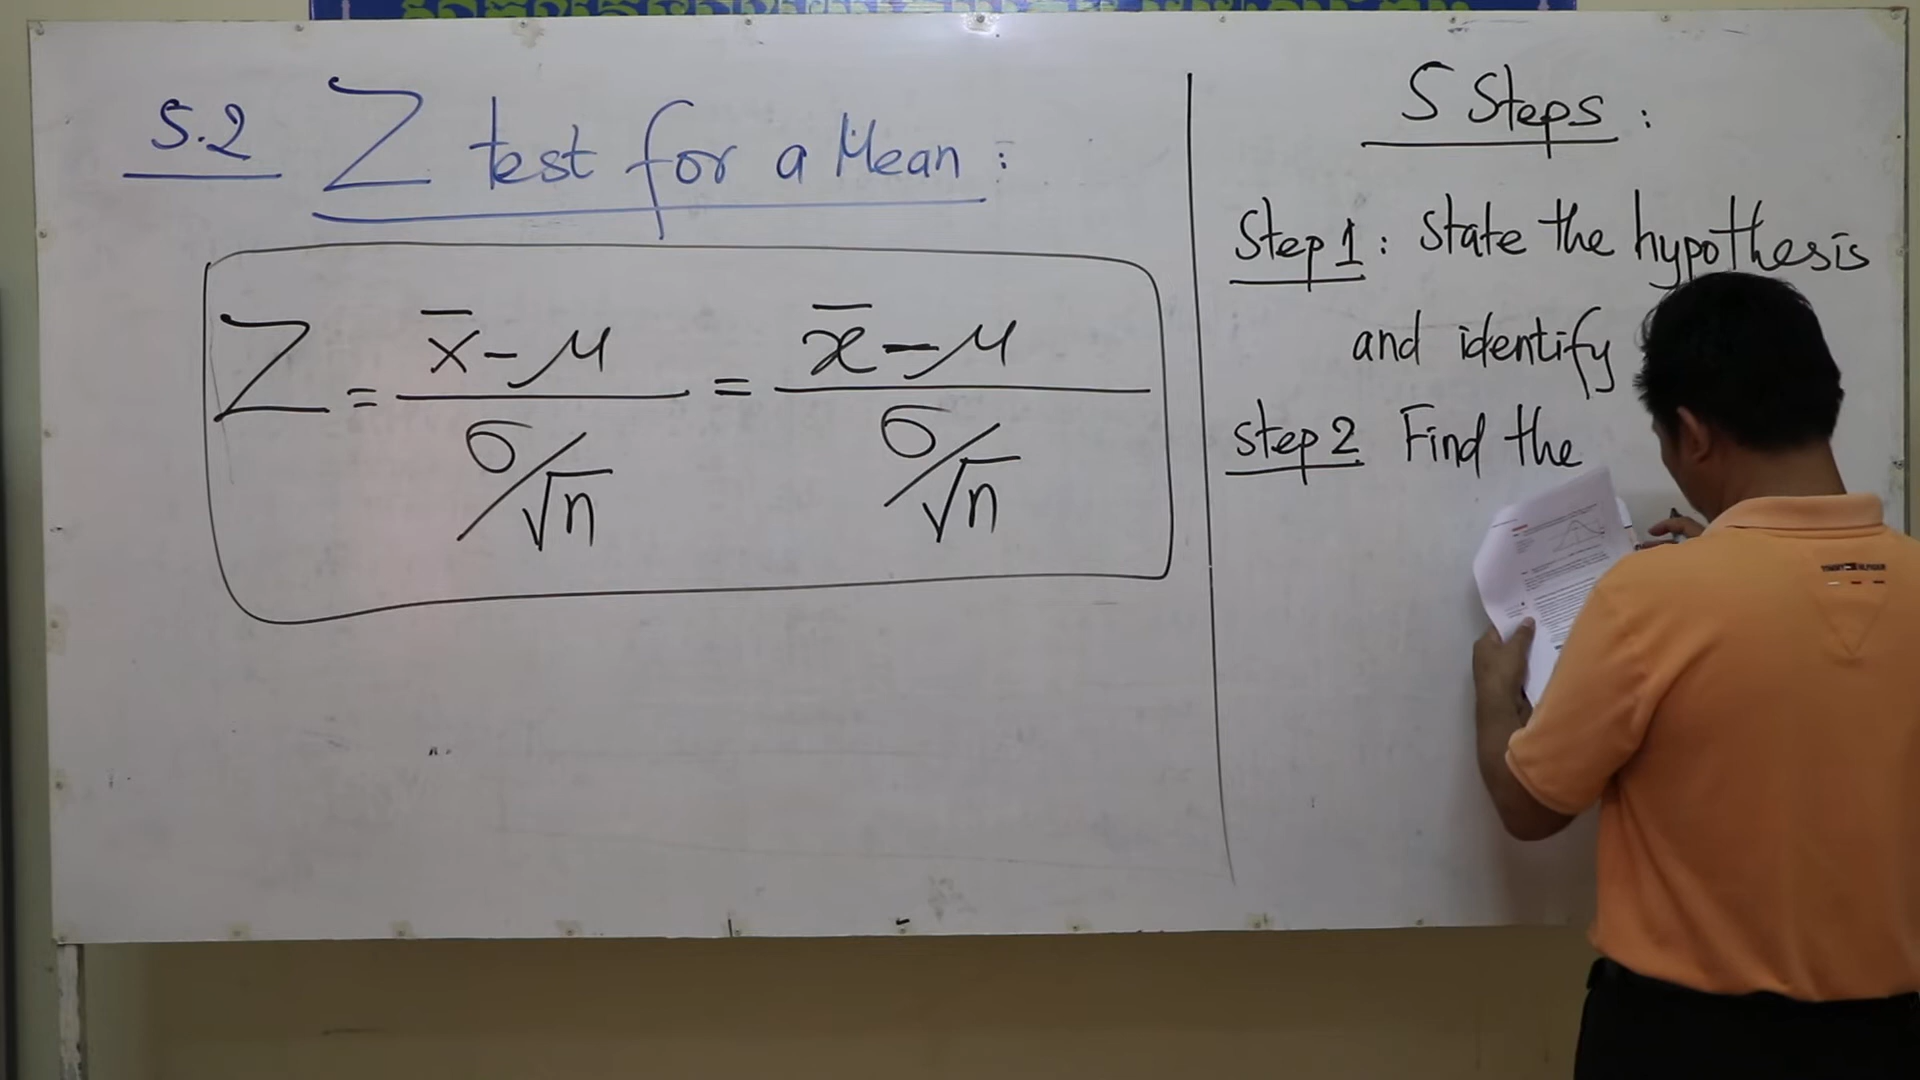 5.2 Z test for a Mean :
Z = x̄ - μ / σ/√n = x̄ - μ / σ/√n
5 Steps :
Step 1 : State the hypothesis
and identify
Step 2 Find the